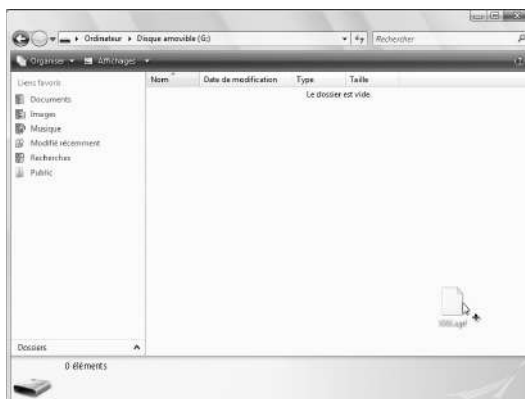 Ordinateur ▸ Disque amovible (G:)
Rechercher
Organiser Affichages
Liens favoris
Nom Date de modification Type Taille
Le dossier est vide.
Documents
Images
Musique
Modifié récemment
Recherches
Public
Dossiers
0 éléments